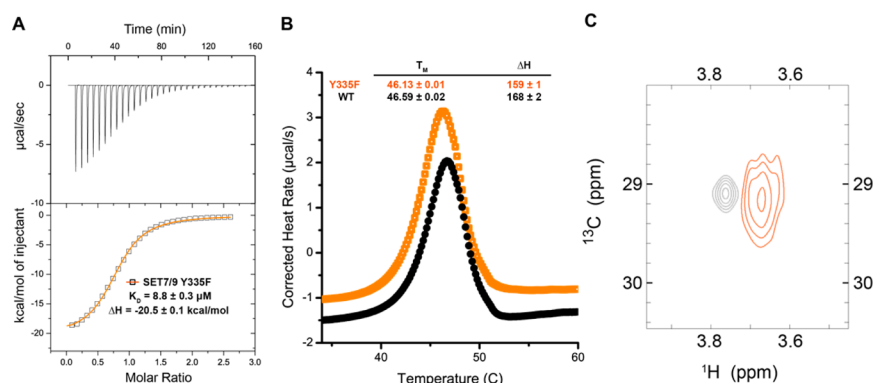 A
Time (min)
0 40 80 120 160
0
-5
-10
µcal/sec
0
-5
-10
-15
-20
kcal/mol of injectant
SET7/9 Y335F
K_D = 8.8 ± 0.3 µM
ΔH = -20.5 ± 0.1 kcal/mol
0.0 0.5 1.0 1.5 2.0 2.5 3.0
Molar Ratio
B
T_M ΔH
Y335F 46.13 ± 0.01 159 ± 1
WT 46.59 ± 0.02 168 ± 2
4
3
2
1
0
-1
-2
Corrected Heat Rate (µcal/s)
40 50 60
Temperature (C)
C
3.8 3.6
29 29
30 30
¹³C (ppm)
3.8 3.6
¹H (ppm)